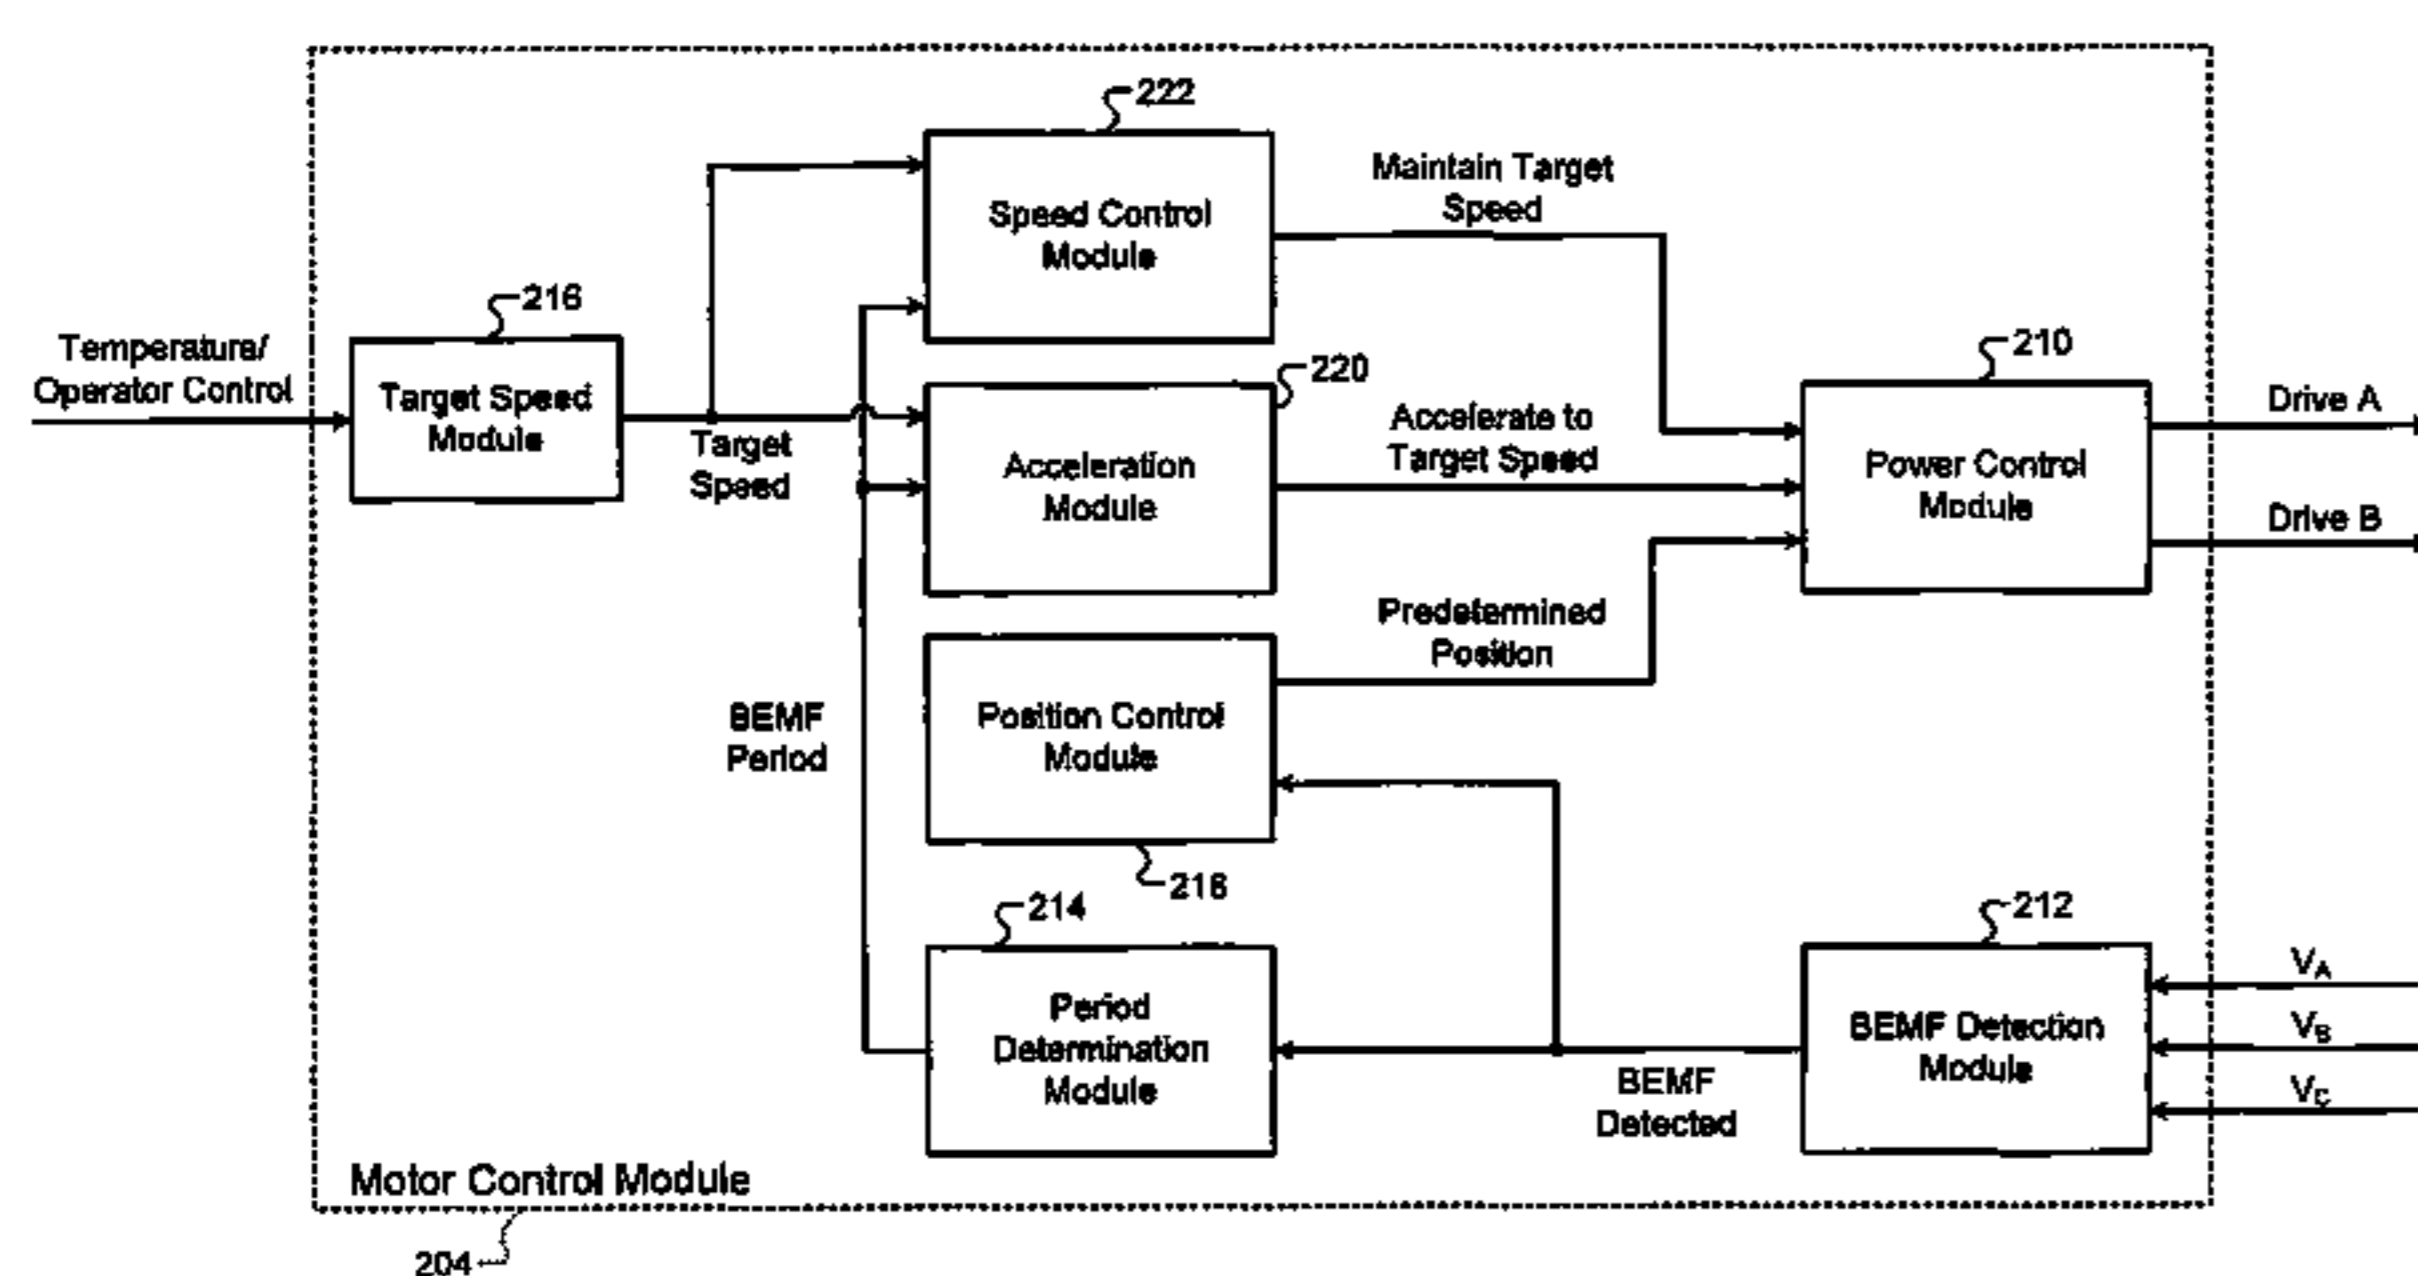 222
Maintain Target
Speed
Speed Control
Module
216
210
Temperature/
Operator Control
Target Speed
Module
220
Drive A
Target
Speed
Accelerate to
Target Speed
Acceleration
Module
Power Control
Module
Drive B
Predetermined
Position
BEMF
Period
Position Control
Module
218
214
212
Period
Determination
Module
BEMF Detection
Module
VA
VB
VC
BEMF
Detected
Motor Control Module
204